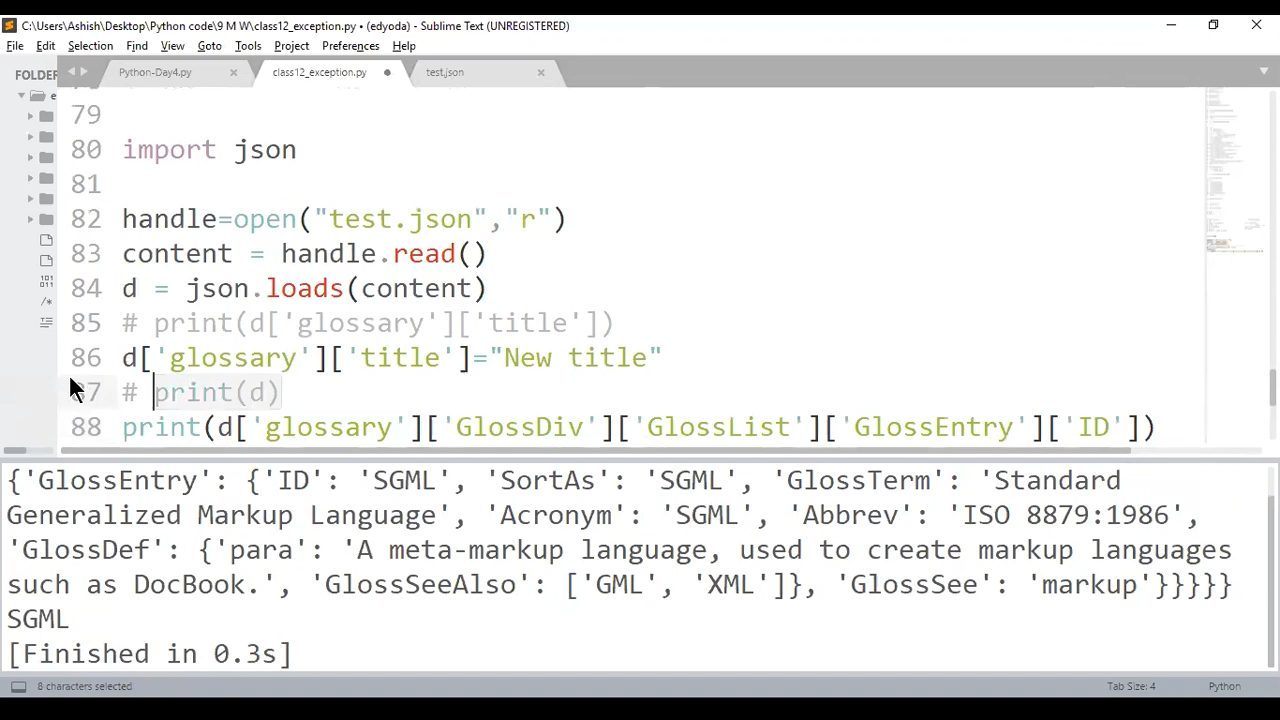 C:\Users\Ashish\Desktop\Python code\9 M W\class12_exception.py • (edyoda) - Sublime Text (UNREGISTERED)
File Edit Selection Find View Goto Tools Project Preferences Help
FOLDER Python-Day4.py class12_exception.py test.json
79
80 import json
81
82 handle=open("test.json","r")
83 content = handle.read()
84 d = json.loads(content)
85 # print(d['glossary']['title'])
86 d['glossary']['title']="New title"
87 # print(d)
88 print(d['glossary']['GlossDiv']['GlossList']['GlossEntry']['ID'])
{'GlossEntry': {'ID': 'SGML', 'SortAs': 'SGML', 'GlossTerm': 'Standard
Generalized Markup Language', 'Acronym': 'SGML', 'Abbrev': 'ISO 8879:1986',
'GlossDef': {'para': 'A meta-markup language, used to create markup languages
such as DocBook.', 'GlossSeeAlso': ['GML', 'XML']}, 'GlossSee': 'markup'}}}}}
SGML
[Finished in 0.3s]
8 characters selected Tab Size: 4 Python